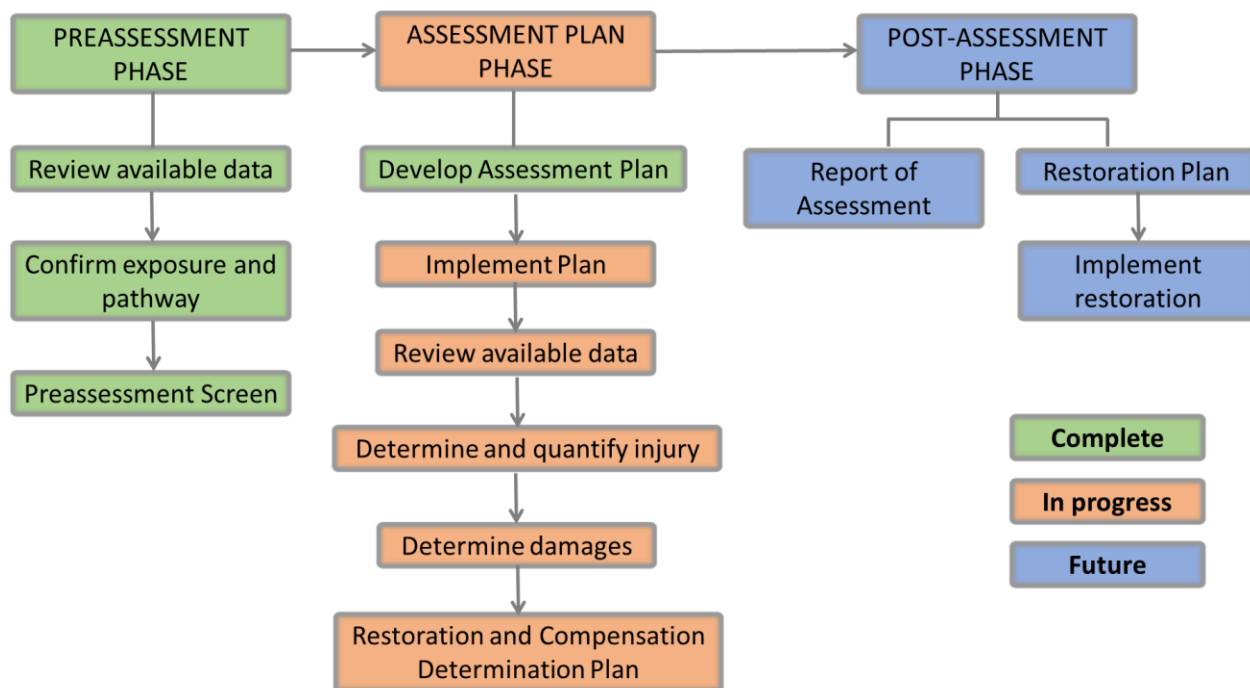 PREASSESSMENT
PHASE
ASSESSMENT PLAN
PHASE
POST-ASSESSMENT
PHASE
Review available data
Confirm exposure and
pathway
Preassessment Screen
Develop Assessment Plan
Implement Plan
Review available data
Determine and quantify injury
Determine damages
Restoration and Compensation
Determination Plan
Report of
Assessment
Restoration Plan
Implement
restoration
Complete
In progress
Future